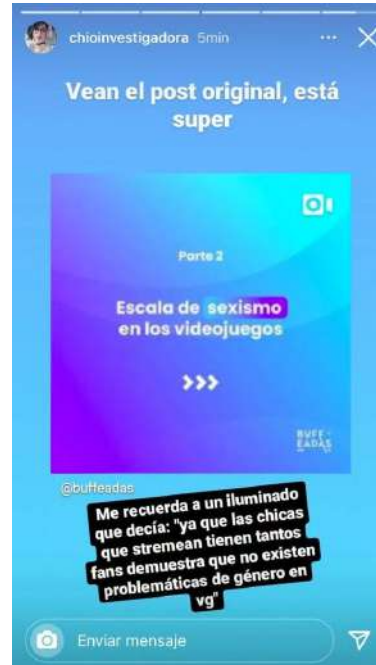 chioinvestigadora 5min
Vean el post original, está
super
Parte 2
Escala de sexismo
en los videojuegos
>>>
BUFF-
EADAS
@buffeadas
Me recuerda a un iluminado
que decía: "ya que las chicas
que stremean tienen tantos
fans demuestra que no existen
problemáticas de género en
vg"
Enviar mensaje